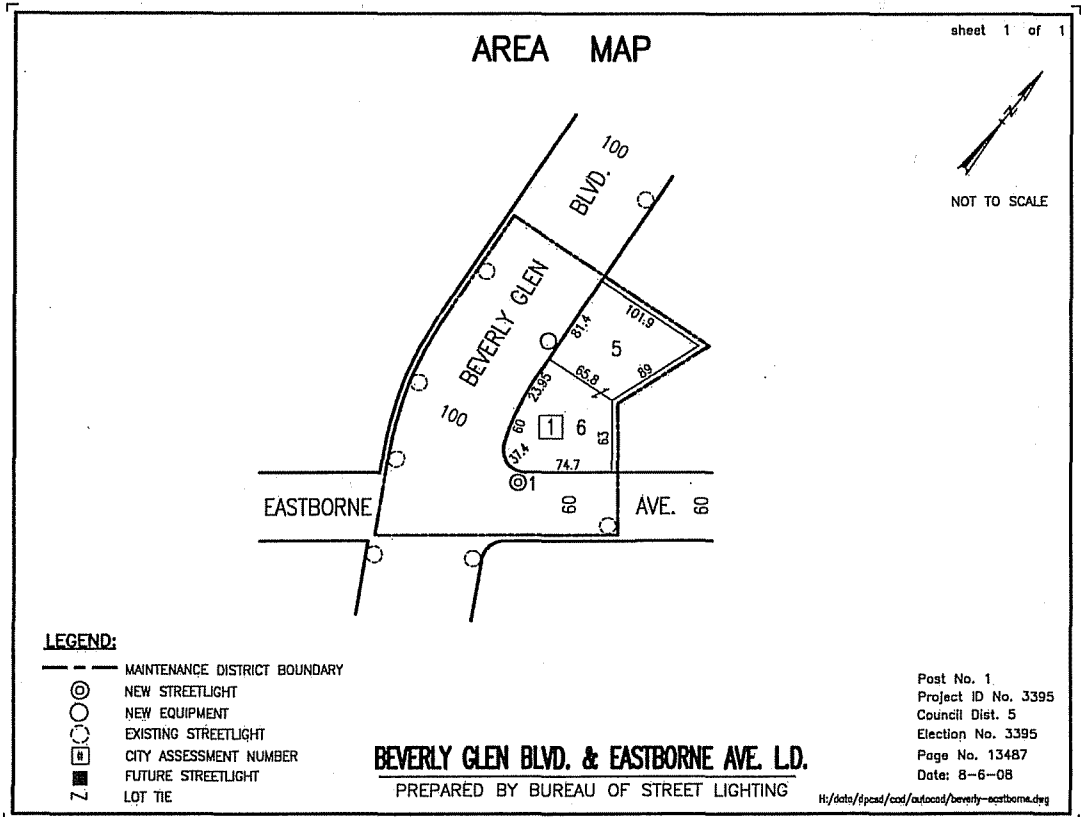 sheet 1 of 1
AREA MAP
N
NOT TO SCALE
100
BLVD.
BEVERLY GLEN
100
101.9
81.4
5
89
65.8
23.95
60
1 6
63
37.4
74.7
1
EASTBORNE
60
AVE. 60
LEGEND:
MAINTENANCE DISTRICT BOUNDARY
NEW STREETLIGHT
NEW EQUIPMENT
EXISTING STREETLIGHT
# CITY ASSESSMENT NUMBER
FUTURE STREETLIGHT
LOT TIE
BEVERLY GLEN BLVD. & EASTBORNE AVE. L.D.
PREPARED BY BUREAU OF STREET LIGHTING
Post No. 1
Project ID No. 3395
Council Dist. 5
Election No. 3395
Page No. 13487
Date: 8-6-08
H:/data/dpcad/cad/autocad/beverly-eastborne.dwg